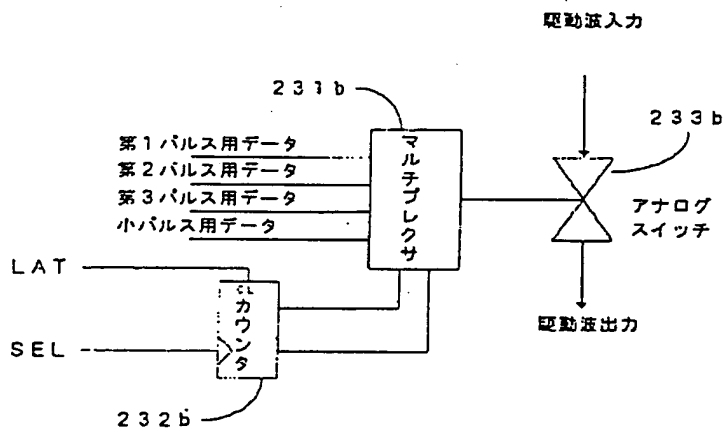 駆動波入力
231b
233b
第1パルス用データ
第2パルス用データ
第3パルス用データ
小パルス用データ
マルチプレクサ
アナログ
スイッチ
LAT
CL
カウンタ
SEL
駆動波出力
232b